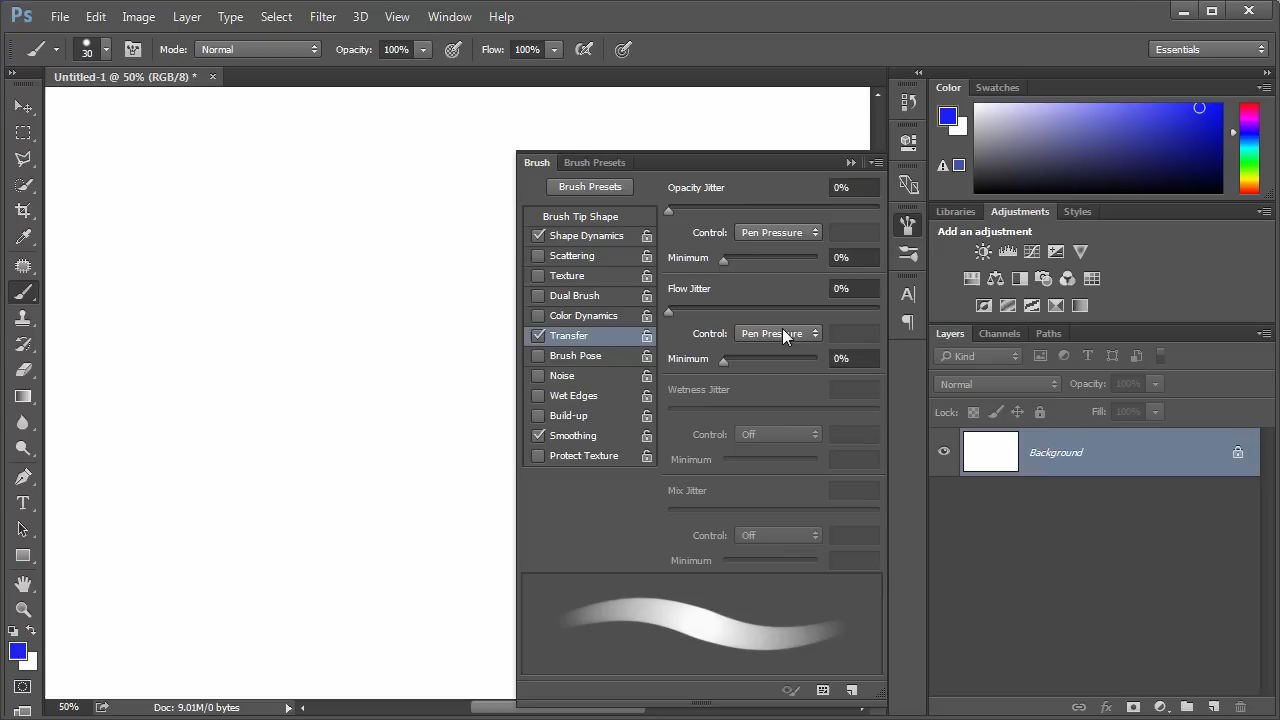 Ps File Edit Image Layer Type Select Filter 3D View Window Help
30 Mode: Normal Opacity: 100% Flow: 100% Essentials
Untitled-1 @ 50% (RGB/8) * ×
Color Swatches
Brush Brush Presets
Brush Presets
Opacity Jitter 0%
Control: Pen Pressure
Minimum 0%
Flow Jitter 0%
Control: Pen Pressure
Minimum 0%
Wetness Jitter
Control: Off
Minimum
Mix Jitter
Control: Off
Minimum
Brush Tip Shape
Shape Dynamics
Scattering
Texture
Dual Brush
Color Dynamics
Transfer
Brush Pose
Noise
Wet Edges
Build-up
Smoothing
Protect Texture
Libraries Adjustments Styles
Add an adjustment
Layers Channels Paths
Kind
Normal Opacity: 100%
Lock: Fill: 100%
Background
50% Doc: 9.01M/0 bytes